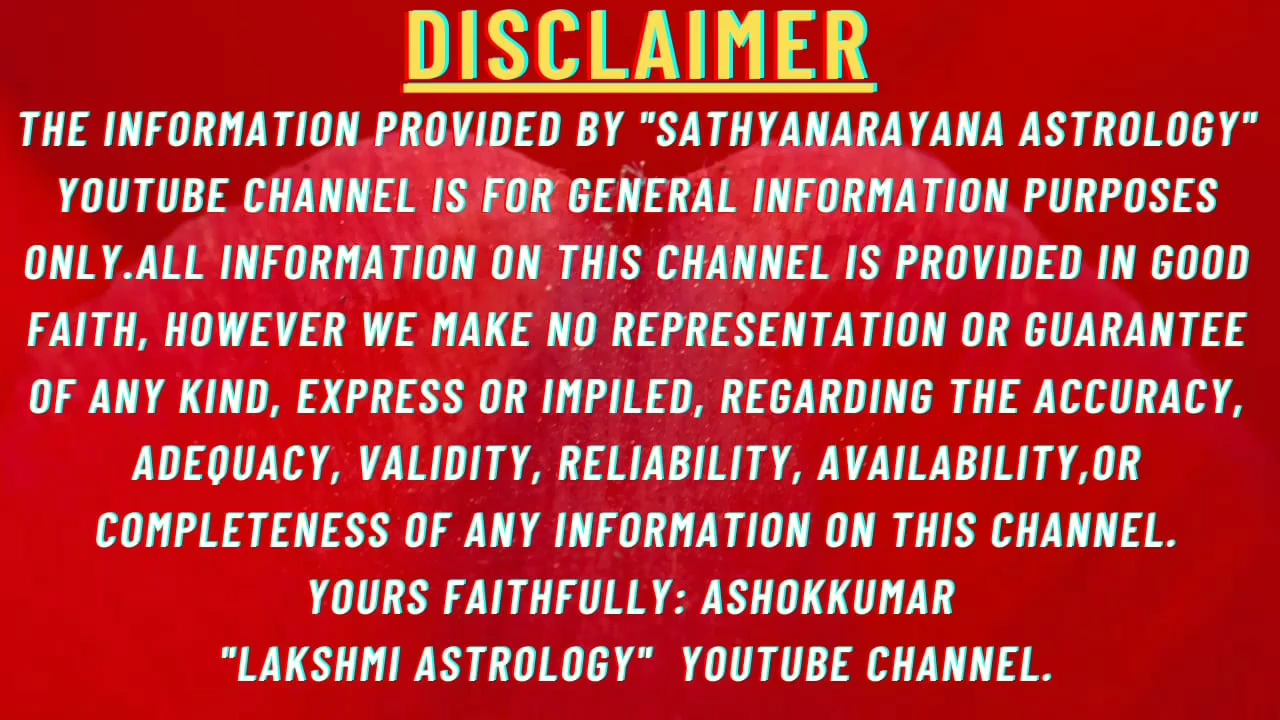 DISCLAIMER
THE INFORMATION PROVIDED BY "SATHYANARAYANA ASTROLOGY"
YOUTUBE CHANNEL IS FOR GENERAL INFORMATION PURPOSES
ONLY.ALL INFORMATION ON THIS CHANNEL IS PROVIDED IN GOOD
FAITH, HOWEVER WE MAKE NO REPRESENTATION OR GUARANTEE
OF ANY KIND, EXPRESS OR IMPILED, REGARDING THE ACCURACY,
ADEQUACY, VALIDITY, RELIABILITY, AVAILABILITY,OR
COMPLETENESS OF ANY INFORMATION ON THIS CHANNEL.
YOURS FAITHFULLY: ASHOKKUMAR
"LAKSHMI ASTROLOGY" YOUTUBE CHANNEL.